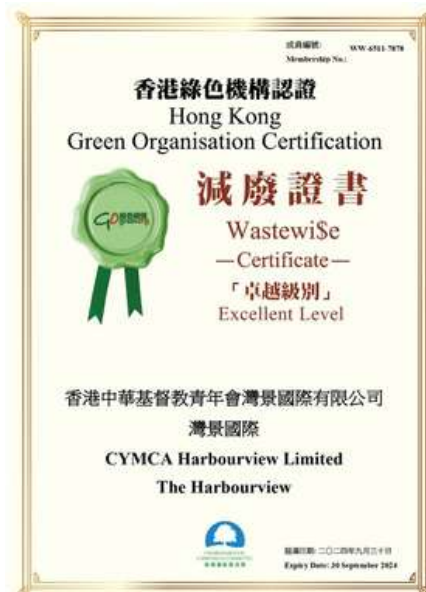 成員編號: WW-6511-7870
Membership No.:
香港綠色機構認證
Hong Kong
Green Organisation Certification
減廢證書
Wastewi$e
—Certificate—
「卓越級別」
Excellent Level
香港中華基督教青年會灣景國際有限公司
灣景國際
CYMCA Harbourview Limited
The Harbourview
屆滿日期: 二〇二四年九月三十日
Expiry Date: 30 September 2024